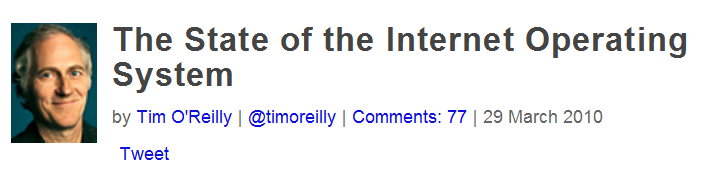 The State of the Internet Operating
System
by Tim O'Reilly | @timoreilly | Comments: 77 | 29 March 2010
Tweet